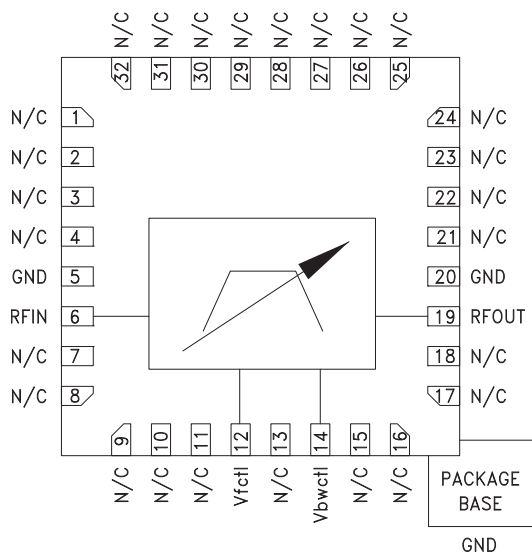 N/C N/C N/C N/C N/C N/C N/C N/C
32 31 30 29 28 27 26 25
N/C 1
N/C 2
N/C 3
N/C 4
GND 5
RFIN 6
N/C 7
N/C 8
24 N/C
23 N/C
22 N/C
21 N/C
20 GND
19 RFOUT
18 N/C
17 N/C
9 10 11 12 13 14 15 16
N/C N/C N/C Vfctl N/C Vbwctl N/C N/C
PACKAGE
BASE
GND